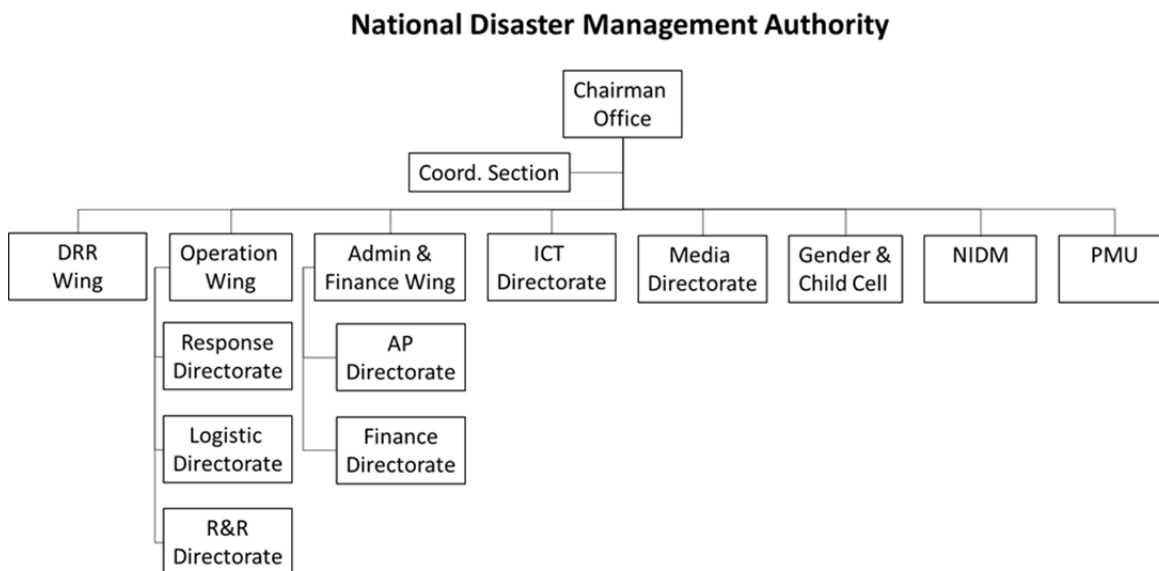 National Disaster Management Authority
Chairman
Office
Coord. Section
DRR
Wing
Operation
Wing
Admin &
Finance Wing
ICT
Directorate
Media
Directorate
Gender &
Child Cell
NIDM
PMU
Response
Directorate
AP
Directorate
Logistic
Directorate
Finance
Directorate
R&R
Directorate